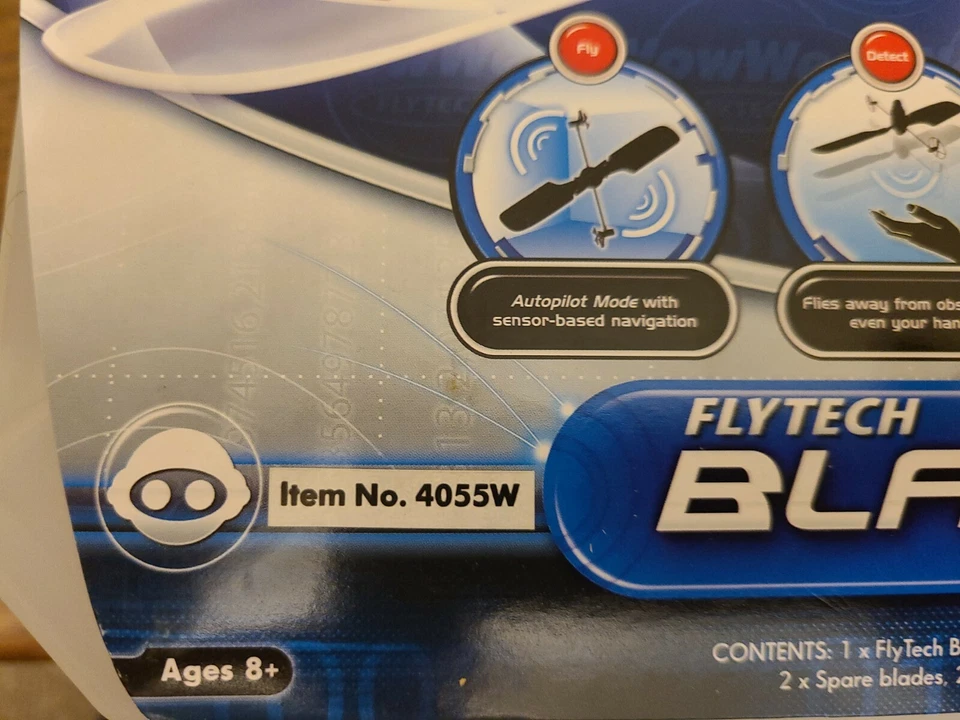 Fly
Detect
Autopilot Mode with
sensor-based navigation
Flies away from obs
even your han
FLYTECH
BLA
Item No. 4055W
Ages 8+
CONTENTS: 1 x FlyTech B
2 x Spare blades, 2